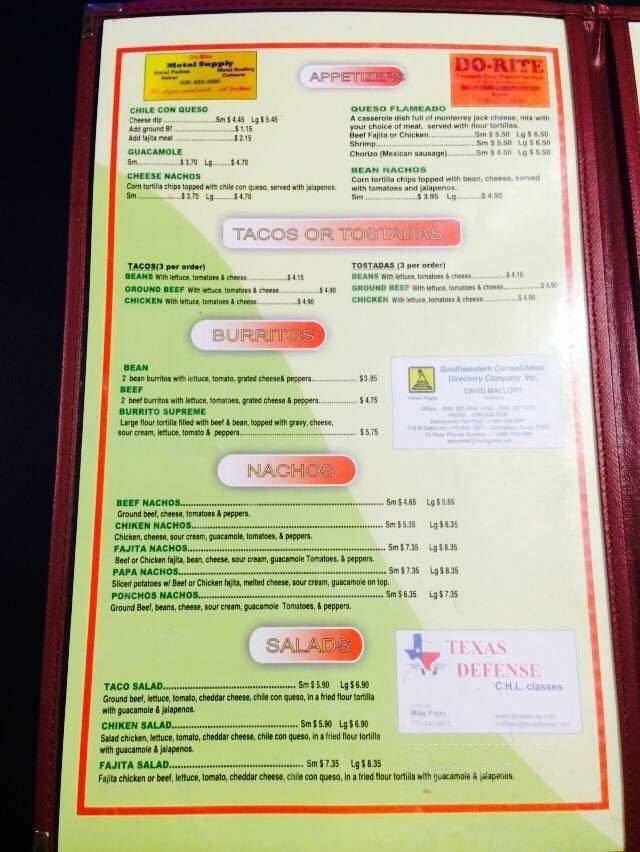 Do-Rite
Metal Supply
Metal Purlins Metal Roofing
Rebar Culverts
936-433-2890
DO-RITE
APPETIZERS
CHILE CON QUESO
Cheese dip ........................Sm $ 4.45 Lg $ 5.45
Add ground Bf ...........................$ 1.15
Add fajita meat ..........................$ 2.15
GUACAMOLE
Sm..................$ 3.70 Lg........$ 4.70
CHEESE NACHOS
Corn tortilla chips topped with chile con queso, served with jalapenos.
Sm ..................$ 3.70 Lg........$ 4.70
QUESO FLAMEADO
A casserole dish full of monterrey jack cheese, mix with
your choice of meat, served with flour tortillas.
Beef Fajita or Chicken...............Sm $ 5.50 Lg $ 6.50
Shrimp...................................Sm $ 5.50 Lg $ 6.50
Chorizo (Mexican sausage)..........Sm $ 4.50 Lg $ 5.50
BEAN NACHOS
Corn tortilla chips topped with bean, cheese, served
with tomatoes and jalapenos.
Sm .................$ 3.95 Lg..........$ 4.95
TACOS OR TOSTADAS
TACOS(3 per order)
BEANS With lettuce, tomatoes & cheese....................$ 4.15
GROUND BEEF With lettuce, tomatoes & cheese....................$ 4.90
CHICKEN With lettuce, tomatoes & cheese....................$ 4.90
TOSTADAS (3 per order)
BEANS With lettuce, tomatoes & cheese....................$ 4.15
GROUND BEEF With lettuce, tomatoes & cheese....................$ 4.90
CHICKEN With lettuce, tomatoes & cheese....................$ 4.90
BURRITOS
BEAN
2 bean burritos with lettuce, tomato, grated cheese& peppers.................. $3.85
BEEF
2 beef burritos with lettuce, tomatoes, grated cheese & peppers............... $ 4.75
BURRITO SUPREME
Large flour tortilla filled with beef & bean, topped with gravy, cheese,
sour cream, lettuce, tomato & peppers............................... $ 5.75
Southwestern Consolidated
Directory Company, Inc.
DAVID MALLORY
Yellow Pages
NACHOS
BEEF NACHOS.................................................. Sm $ 4.65 Lg $ 5.65
Ground beef, cheese, tomatoes & peppers.
CHIKEN NACHOS.................................................. Sm $ 5.35 Lg $ 6.35
Chicken, cheese, sour cream, guacamole, tomatoes, & peppers.
FAJITA NACHOS.................................................. Sm $ 7.35 Lg $ 8.35
Beef or Chicken fajita, bean, cheese, sour cream, guacamole Tomatoes, & peppers.
PAPA NACHOS.................................................. Sm $ 7.35 Lg $ 8.35
Sliced potatoes w/ Beef or Chicken fajita, melted cheese, sour cream, guacamole on top.
PONCHOS NACHOS.................................................. Sm $ 6.35 Lg $ 7.35
Ground Beef, beans, cheese, sour cream, guacamole Tomatoes, & peppers.
SALADS
TACO SALAD.................................. Sm $ 5.90 Lg $ 6.90
Ground beef, lettuce, tomato, cheddar cheese, chile con queso, in a fried flour tortilla
with guacamole & jalapenos.
CHIKEN SALAD.................................. Sm $ 5.90 Lg $ 6.90
Salad chicken, lettuce, tomato, cheddar cheese, chile con queso, in a fried flour tortilla
with guacamole & jalapenos.
FAJITA SALAD.................................. Sm $ 7.35 Lg $ 8.35
Fajita chicken or beef, lettuce, tomato, cheddar cheese, chile con queso, in a fried flour tortilla with guacamole & jalapenos.
TEXAS
DEFENSE
C.H.L. classes
Mike Friers
www.texdefense.com